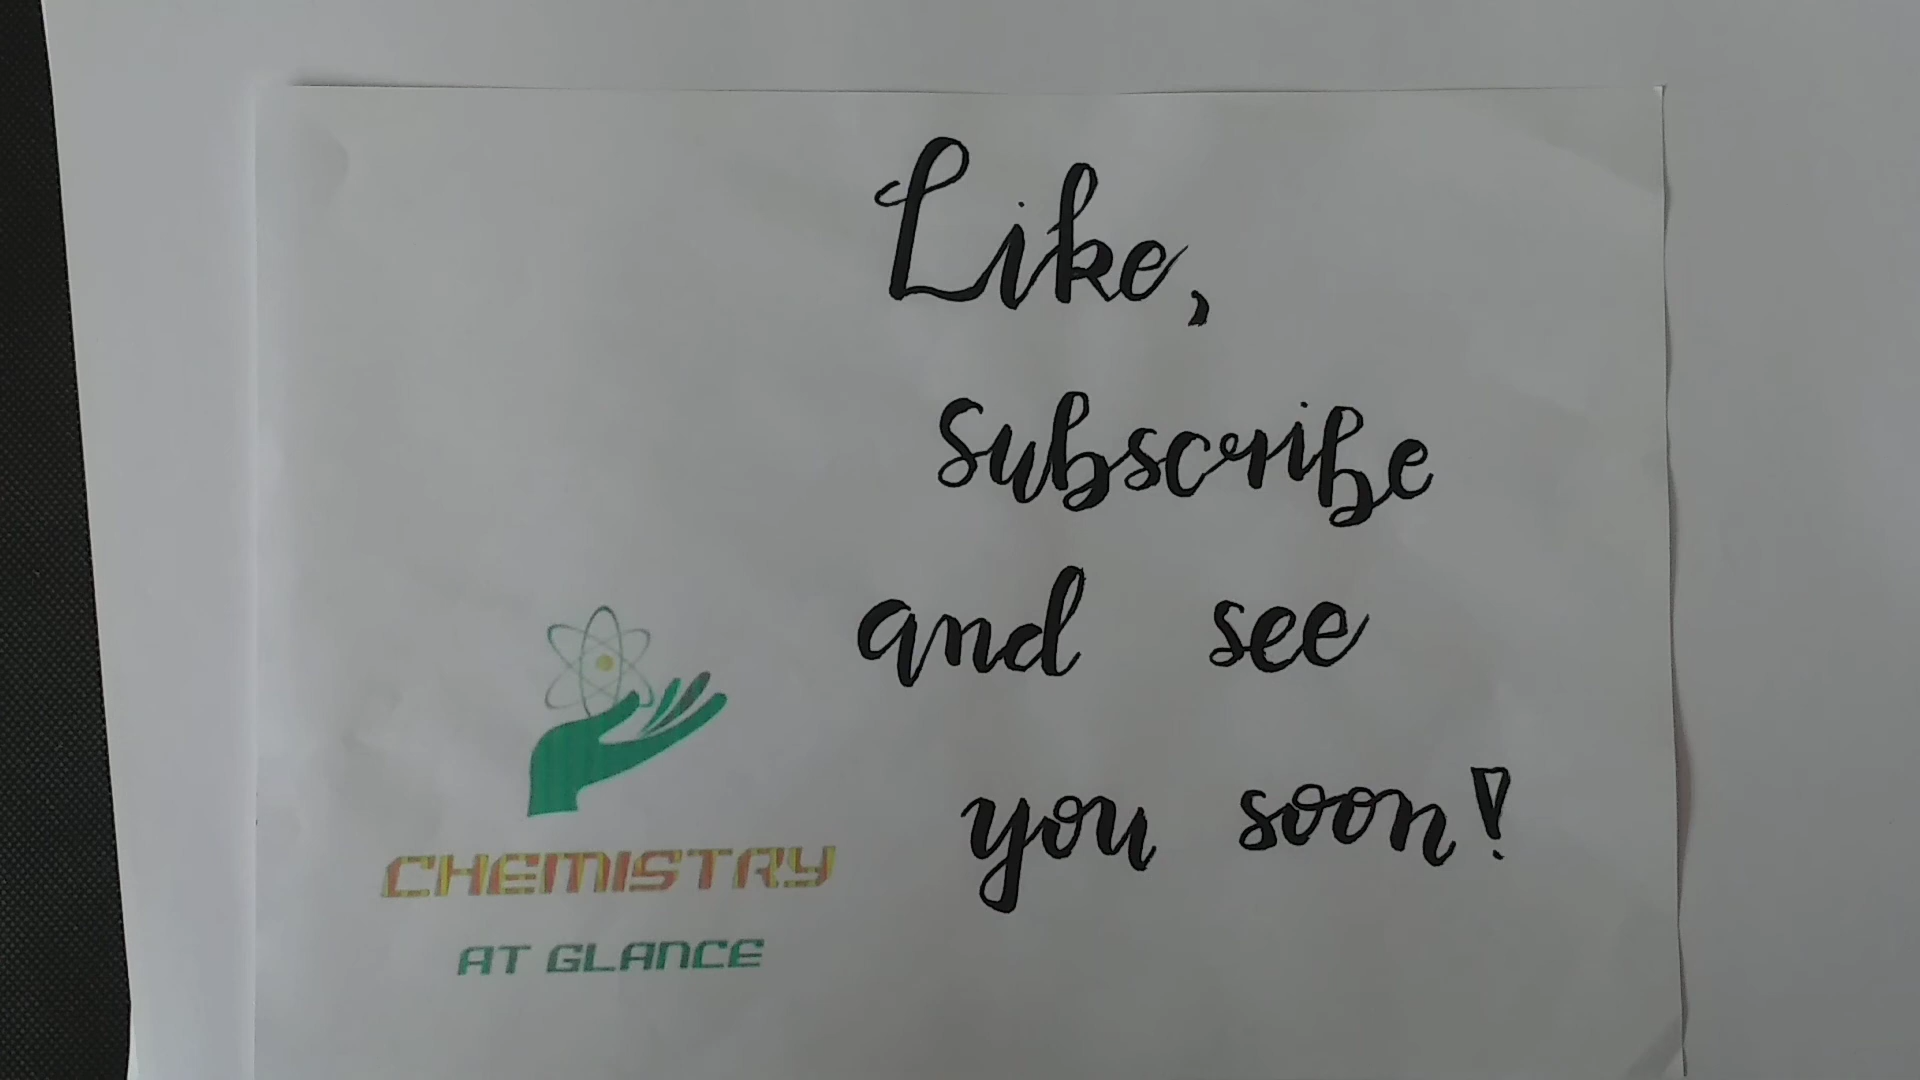 Like,
subscribe
and see
you soon!
CHEMISTRY
AT GLANCE